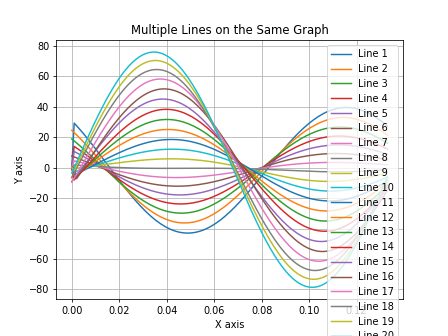 Multiple Lines on the Same Graph
80
60
40
20
0
−20
−40
−60
−80
Y axis
0.00
0.02
0.04
0.06
0.08
0.10
X axis
Line 1
Line 2
Line 3
Line 4
Line 5
Line 6
Line 7
Line 8
Line 9
Line 10
Line 11
Line 12
Line 13
Line 14
Line 15
Line 16
Line 17
Line 18
Line 19
Line 20